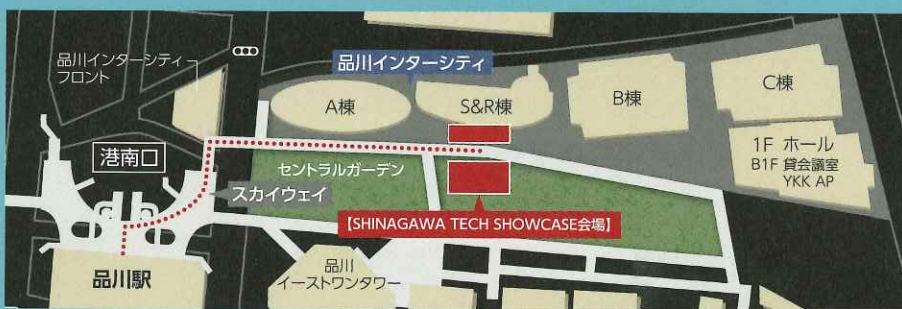 品川インターシティ
フロント
品川インターシティ
A棟
S&R棟
B棟
C棟
港南口
セントラルガーデン
スカイウェイ
1F ホール
B1F 貸会議室
YKK AP
【SHINAGAWA TECH SHOWCASE会場】
品川駅
品川
イーストワンタワー